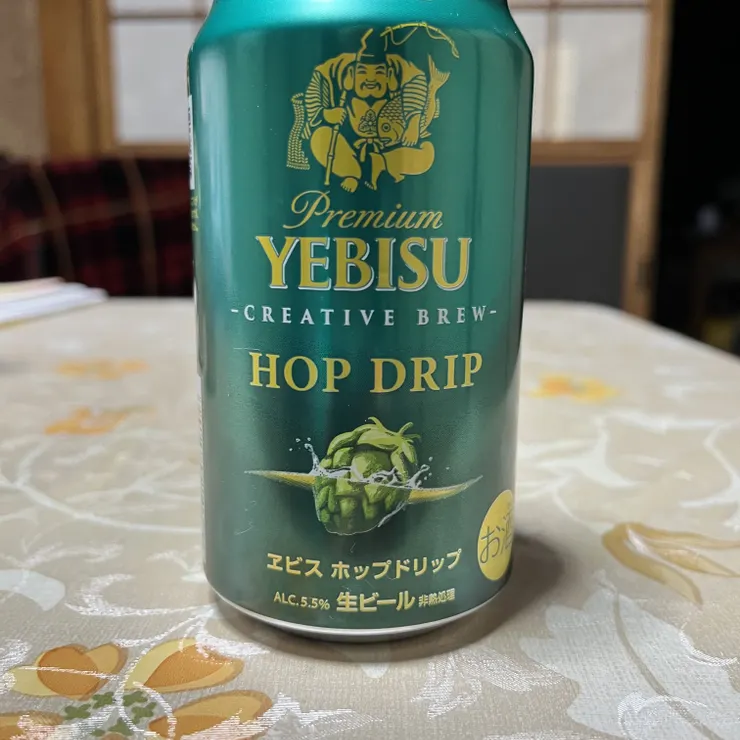 Premium
YEBISU
-CREATIVE BREW-
HOP DRIP
ヱビス ホップドリップ
お酒
ALC.5.5% 生ビール 非熱処理